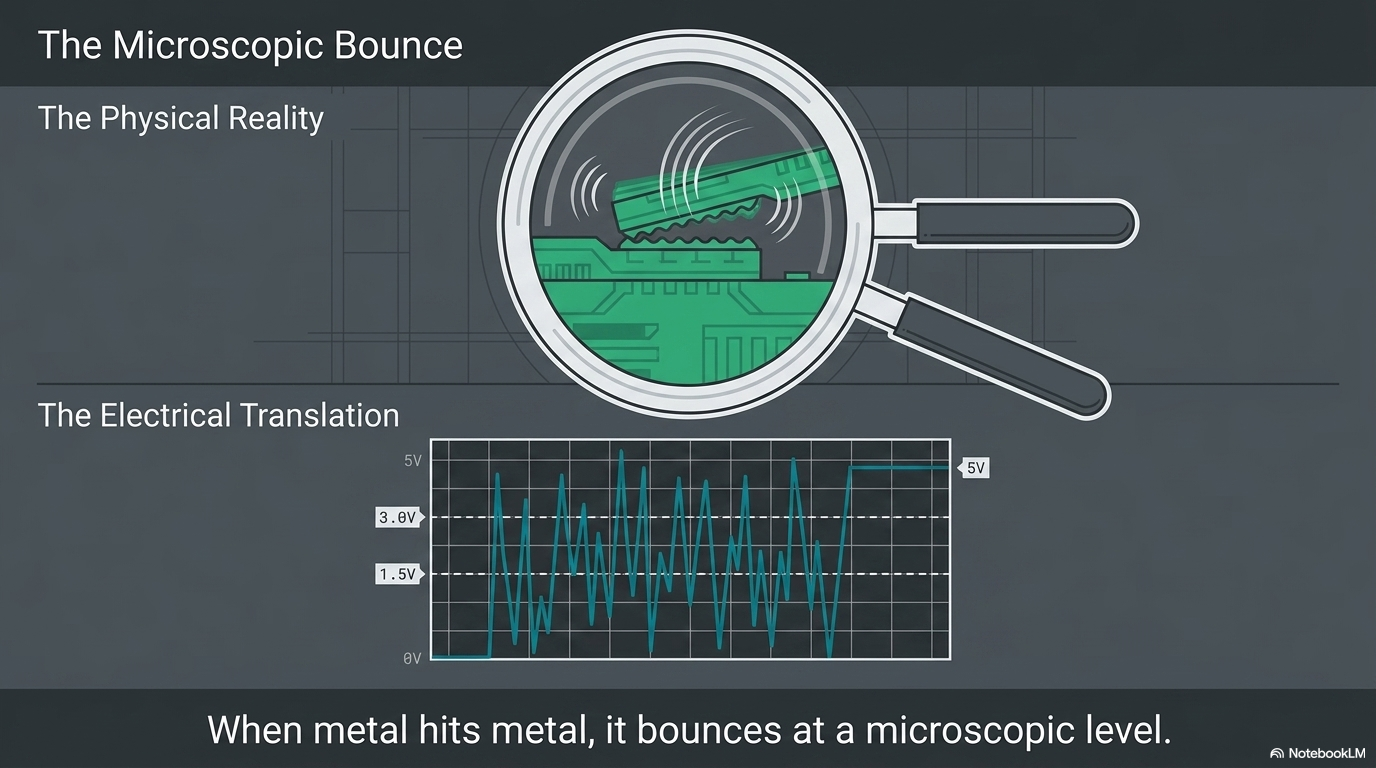 The Microscopic Bounce
The Physical Reality
The Electrical Translation
5V
5V
3.0V
1.5V
0V
When metal hits metal, it bounces at a microscopic level.
NotebookLM